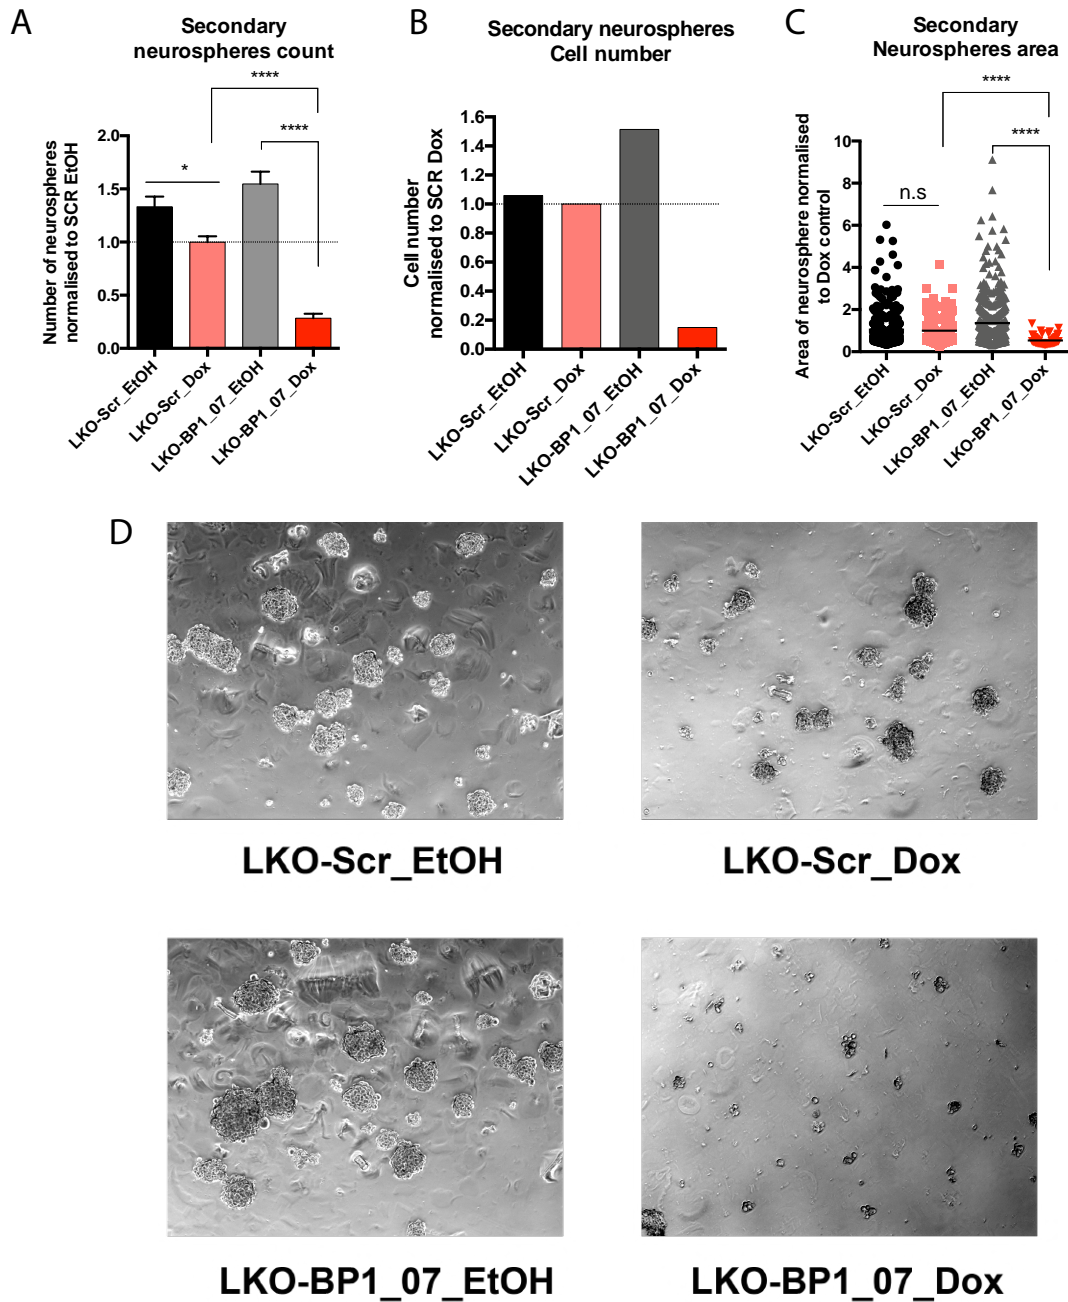 A
Secondary
neurospheres count
****
****
*
Number of neurospheres
normalised to SCR EtOH
2.0
1.5
1.0
0.5
0.0
LKO-Scr_EtOH
LKO-Scr_Dox
LKO-BP1_07_EtOH
LKO-BP1_07_Dox
B
Secondary neurospheres
Cell number
Cell number
normalised to SCR Dox
1.6
1.4
1.2
1.0
0.8
0.6
0.4
0.2
0.0
LKO-Scr_EtOH
LKO-Scr_Dox
LKO-BP1_07_EtOH
LKO-BP1_07_Dox
C
Secondary
Neurospheres area
****
****
n.s
Area of neurosphere normalised
to Dox control
10
8
6
4
2
0
LKO-Scr_EtOH
LKO-Scr_Dox
LKO-BP1_07_EtOH
LKO-BP1_07_Dox
D
LKO-Scr_EtOH
LKO-Scr_Dox
LKO-BP1_07_EtOH
LKO-BP1_07_Dox